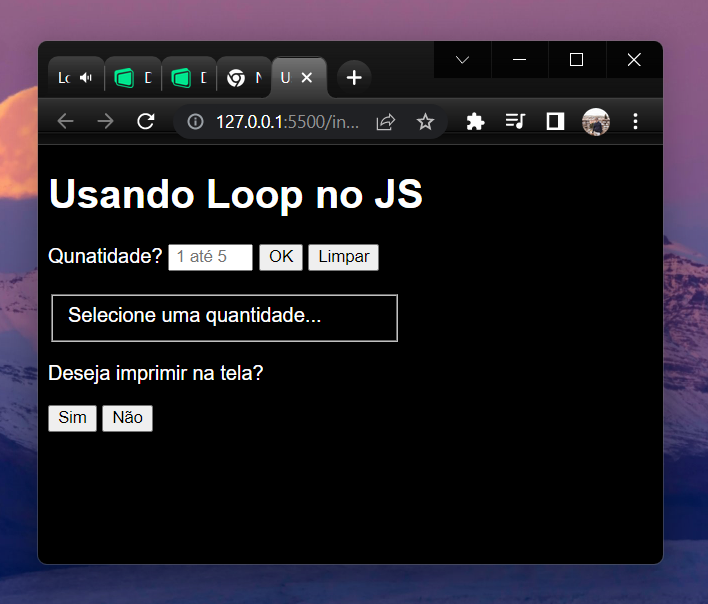 U
127.0.0.1:5500/in...
Usando Loop no JS
Qunatidade? 1 até 5 OK Limpar
Selecione uma quantidade...
Deseja imprimir na tela?
Sim Não